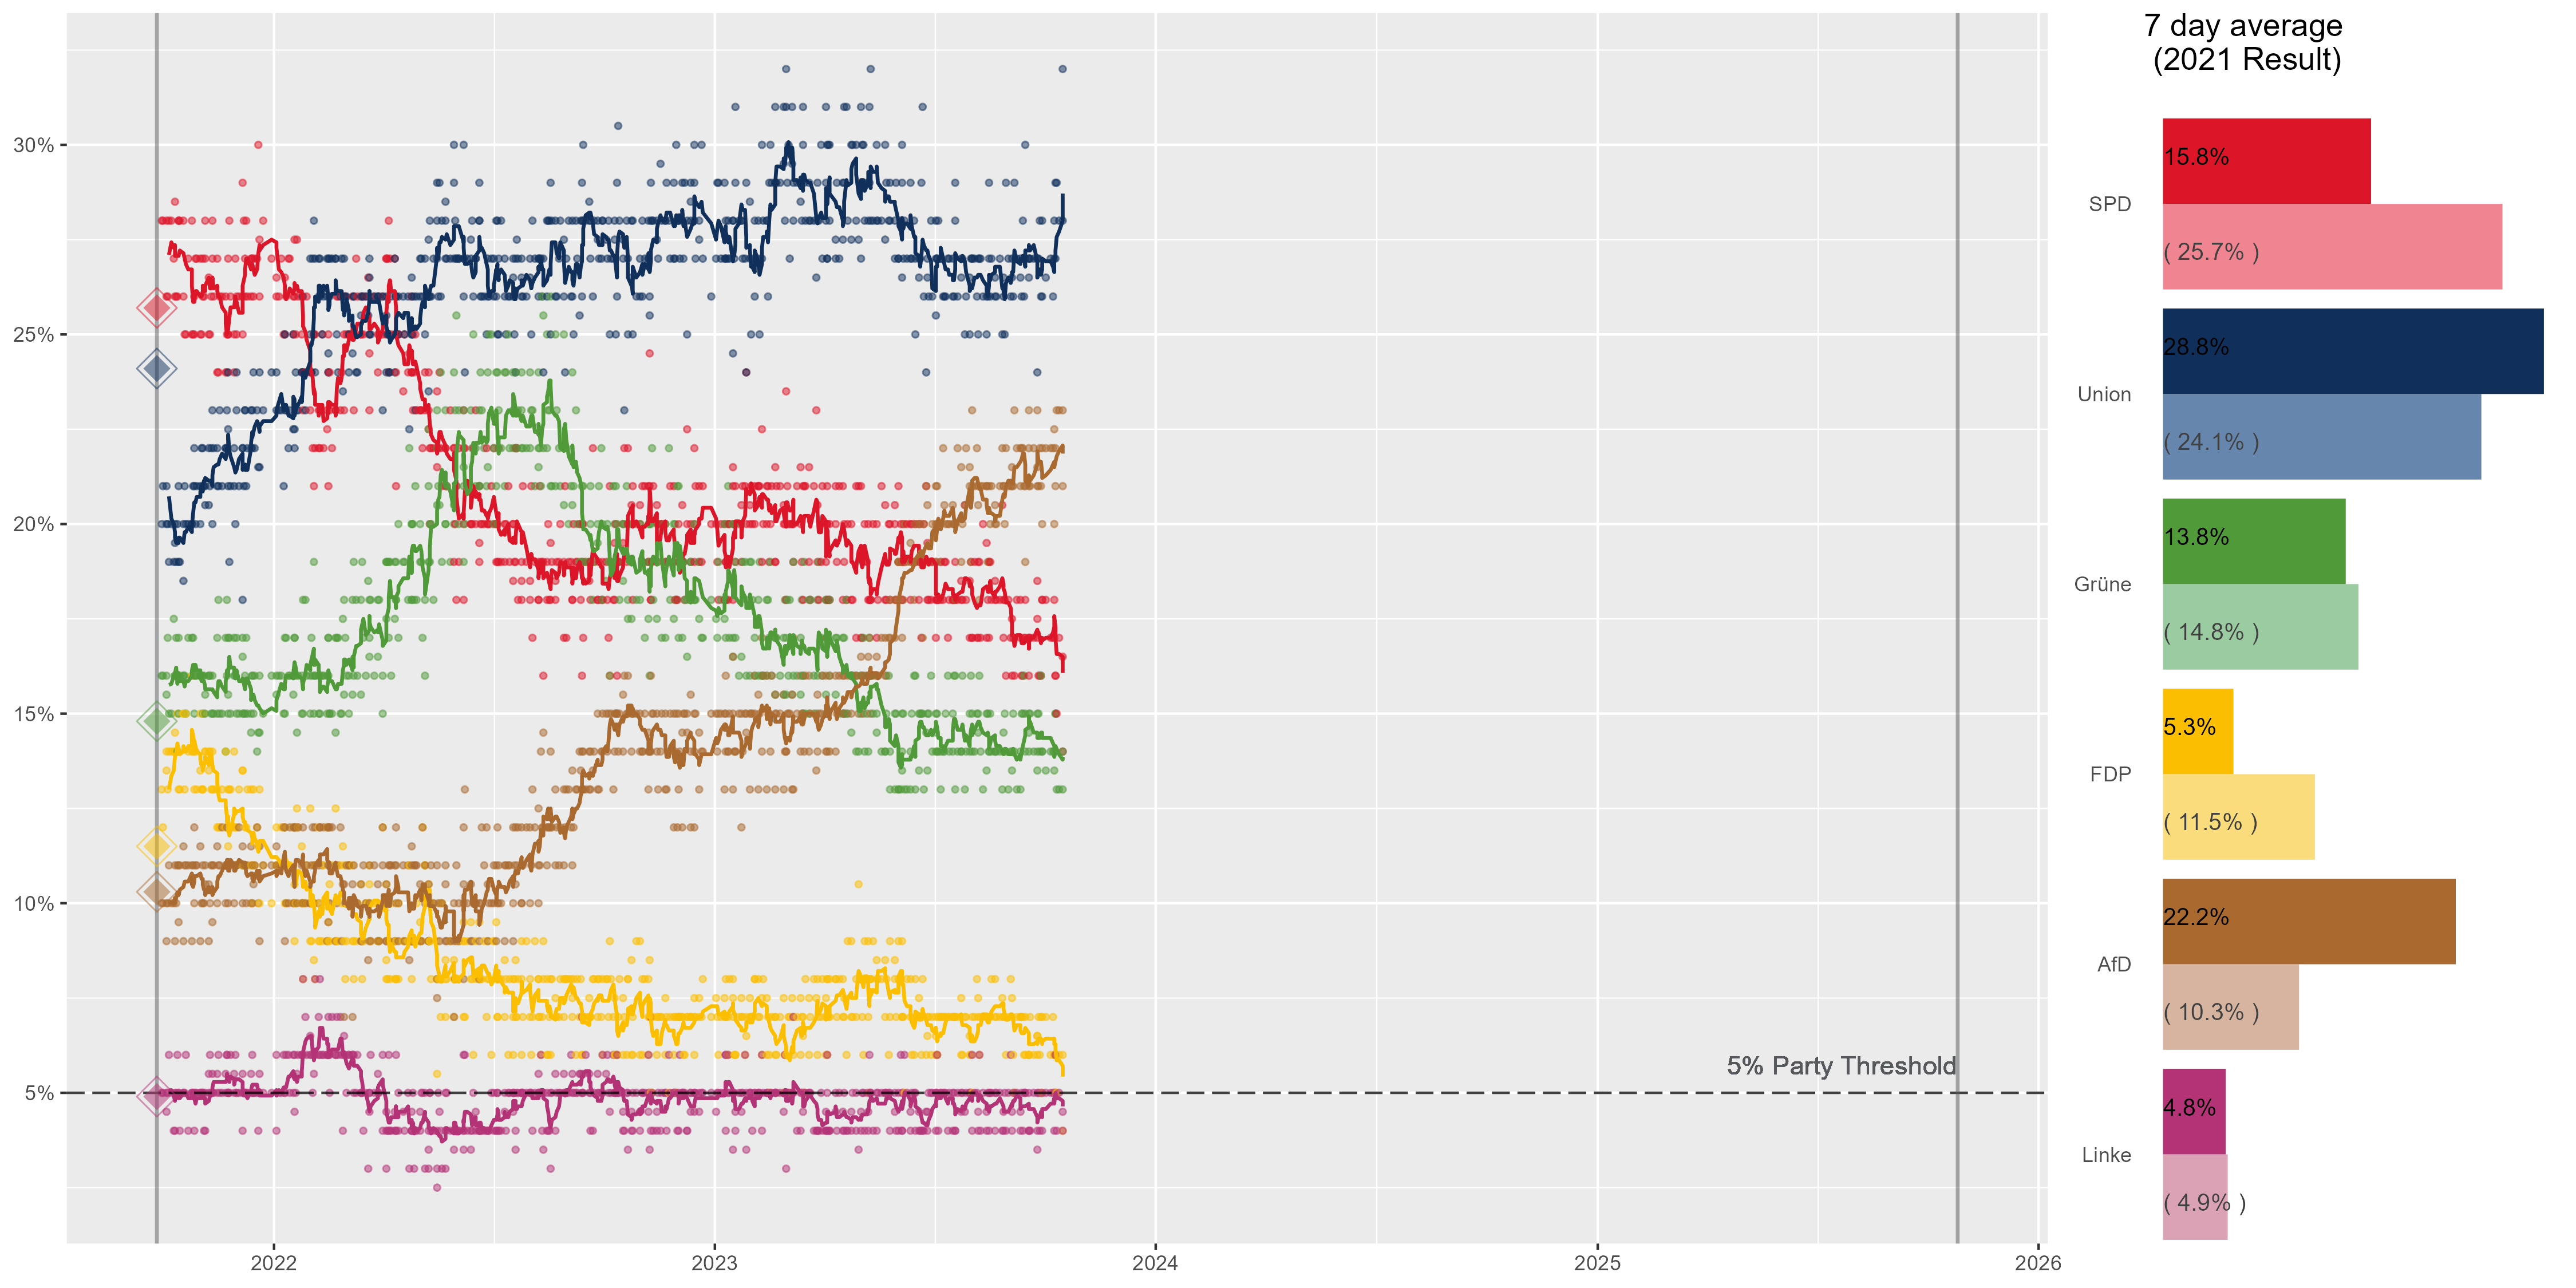 7 day average
(2021 Result)
30%
25%
20%
15%
10%
5%
5% Party Threshold
2022
2023
2024
2025
2026
SPD
15.8%
( 25.7% )
Union
28.8%
( 24.1% )
Grüne
13.8%
( 14.8% )
FDP
5.3%
( 11.5% )
AfD
22.2%
( 10.3% )
Linke
4.8%
( 4.9% )